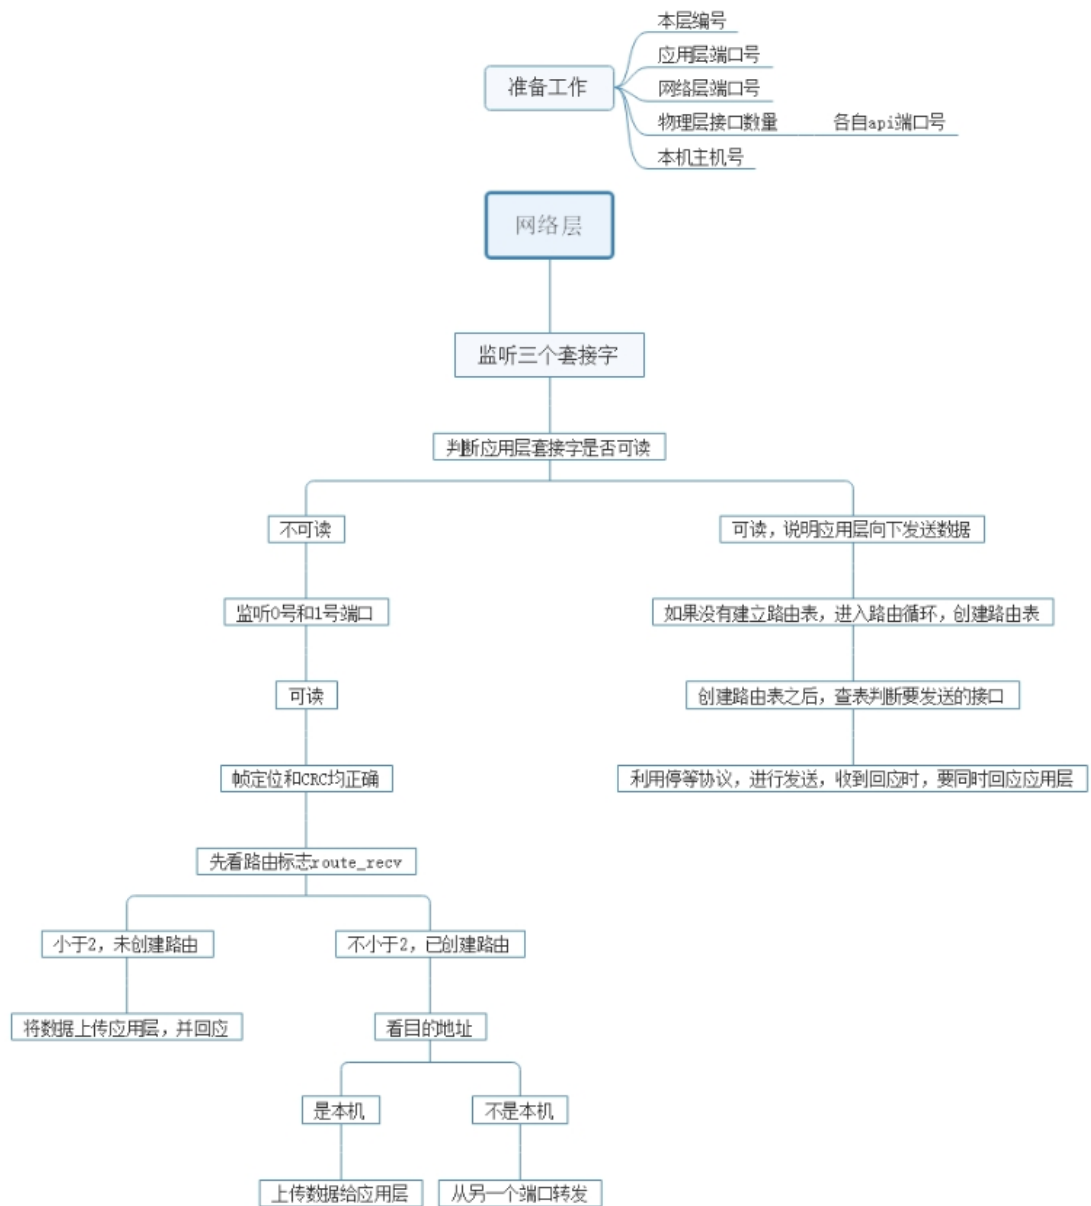 本层编号
应用层端口号
准备工作
网络层端口号
物理层接口数量
各自api端口号
本机主机号
网络层
监听三个套接字
判断应用层套接字是否可读
不可读
可读，说明应用层向下发送数据
监听0号和1号端口
如果没有建立路由表，进入路由循环，创建路由表
可读
创建路由表之后，查表判断要发送的接口
帧定位和CRC均正确
利用停等协议，进行发送，收到回应时，要同时回应应用层
先看路由标志route_recv
小于2，未创建路由
不小于2，已创建路由
将数据上传应用层，并回应
看目的地址
是本机
不是本机
上传数据给应用层
从另一个端口转发